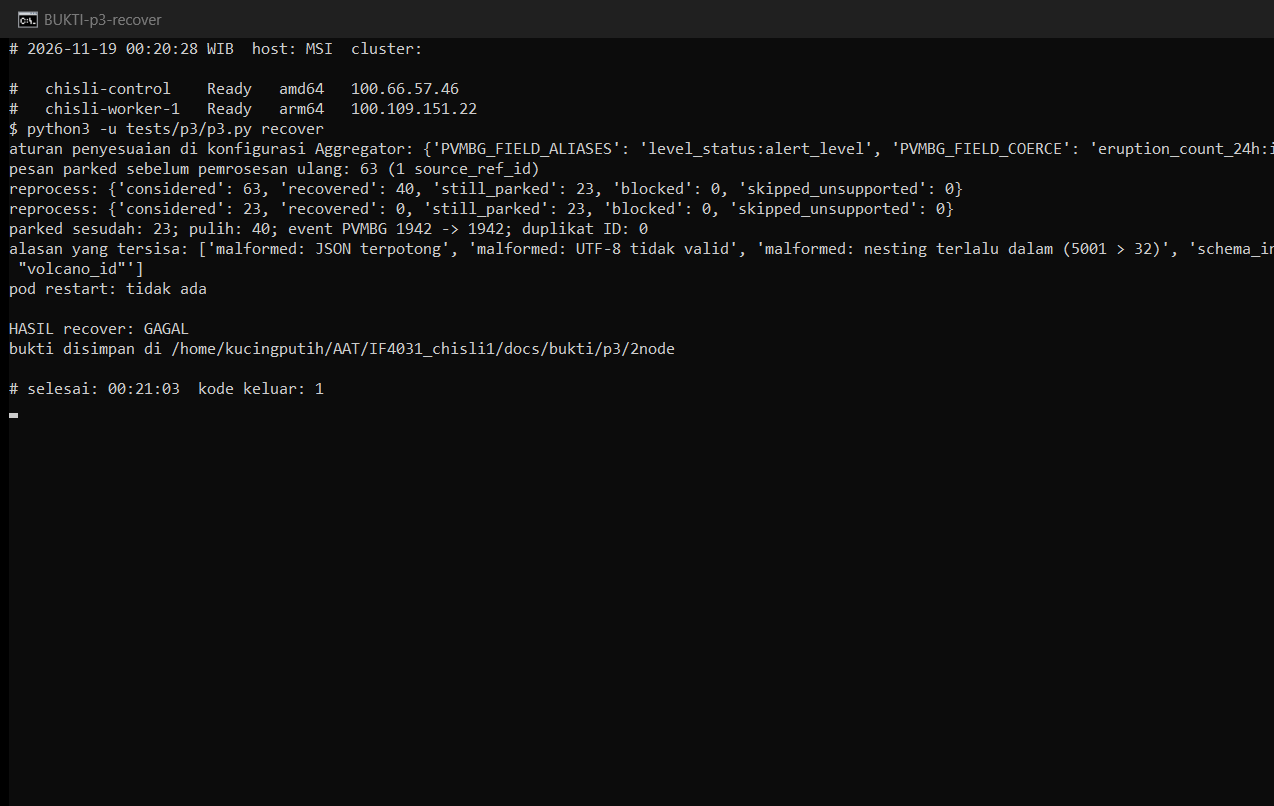 BUKTI-p3-recover
# 2026-11-19 00:20:28 WIB  host: MSI  cluster:
#   chisli-control    Ready   amd64   100.66.57.46
#   chisli-worker-1   Ready   arm64   100.109.151.22
$ python3 -u tests/p3/p3.py recover
aturan penyesuaian di konfigurasi Aggregator: {'PVMBG_FIELD_ALIASES': 'level_status:alert_level', 'PVMBG_FIELD_COERCE': 'eruption_count_24h:i
pesan parked sebelum pemrosesan ulang: 63 (1 source_ref_id)
reprocess: {'considered': 63, 'recovered': 40, 'still_parked': 23, 'blocked': 0, 'skipped_unsupported': 0}
reprocess: {'considered': 23, 'recovered': 0, 'still_parked': 23, 'blocked': 0, 'skipped_unsupported': 0}
parked sesudah: 23; pulih: 40; event PVMBG 1942 -> 1942; duplikat ID: 0
alasan yang tersisa: ['malformed: JSON terpotong', 'malformed: UTF-8 tidak valid', 'malformed: nesting terlalu dalam (5001 > 32)', 'schema_in
"volcano_id"']
pod restart: tidak ada
HASIL recover: GAGAL
bukti disimpan di /home/kucingputih/AAT/IF4031_chisli1/docs/bukti/p3/2node
# selesai: 00:21:03  kode keluar: 1